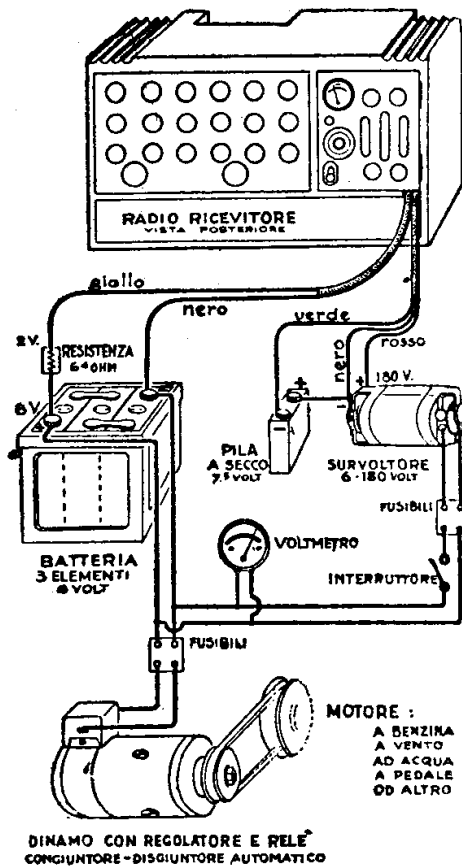 RADIO RICEVITORE
VISTA POSTERIORE
giallo
nero
verde
nero
rosso
2V.
RESISTENZA
6,4 OHM
6V.
+
180 V.
+
-
-
PILA
A SECCO
7,5 VOLT
SURVOLTORE
6-180 VOLT
FUSIBILI
BATTERIA
3 ELEMENTI
6 VOLT
VOLTMETRO
INTERRUTTORE
FUSIBILI
MOTORE :
A BENZINA
A VENTO
AD ACQUA
A PEDALE
OD ALTRO
DINAMO CON REGOLATORE E RELE'
CONGIUNTORE-DISGIUNTORE AUTOMATICO